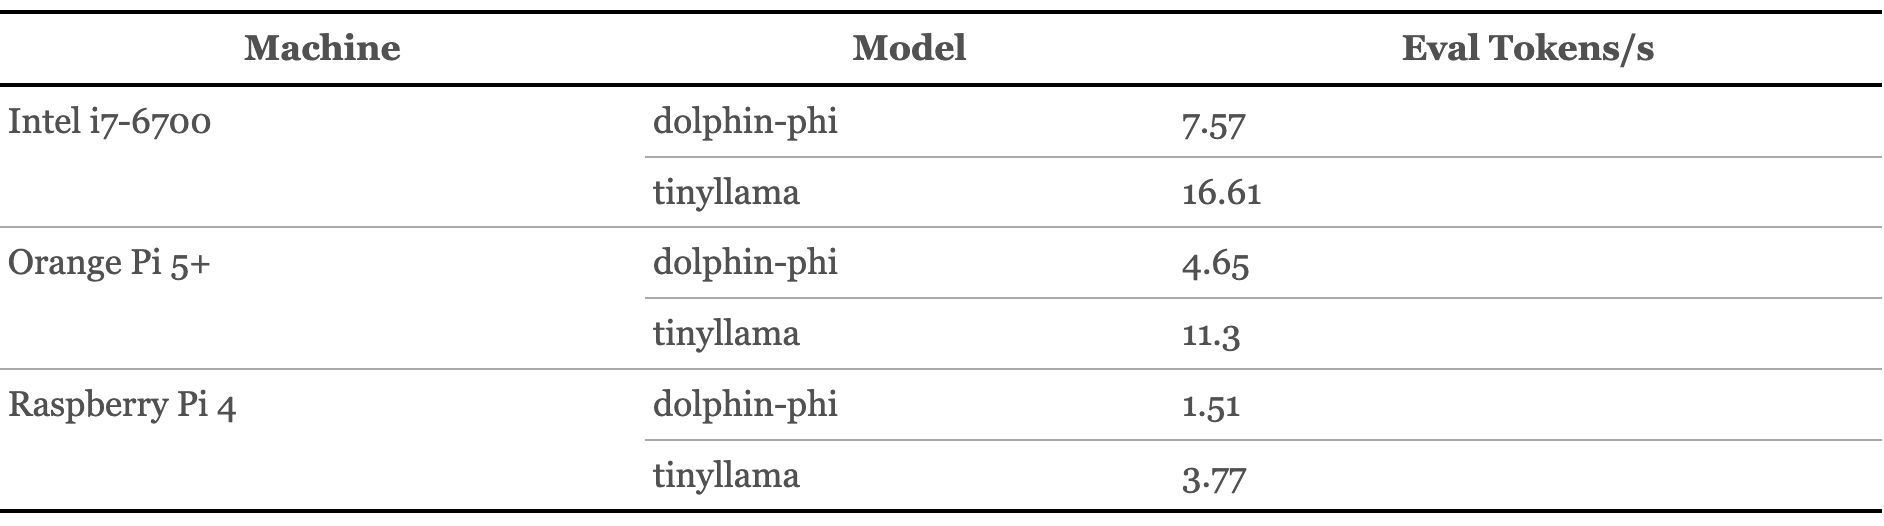 Machine Model Eval Tokens/s
Intel i7-6700 dolphin-phi 7.57
tinyllama 16.61
Orange Pi 5+ dolphin-phi 4.65
tinyllama 11.3
Raspberry Pi 4 dolphin-phi 1.51
tinyllama 3.77